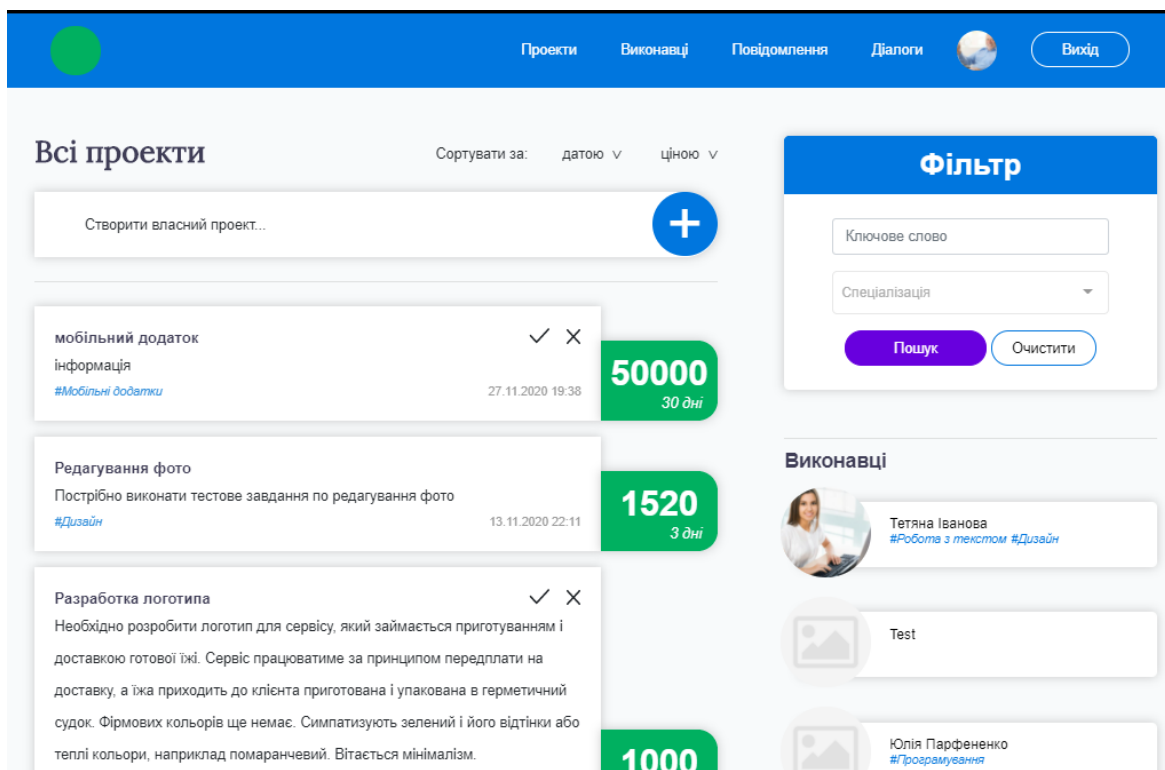 Проекти Виконавці Повідомлення Діалоги Вихід
Всі проекти
Сортувати за: датою ціною
Створити власний проект...
мобільний додаток
інформація
#Мобільні додатки 27.11.2020 19:38
50000
30 дні
Редагування фото
Пострібно виконати тестове завдання по редагування фото
#Дизайн 13.11.2020 22:11
1520
3 дні
Разработка логотипа
Необхідно розробити логотип для сервісу, який займається приготуванням і
доставкою готової їжі. Сервіс працюватиме за принципом передплати на
доставку, а їжа приходить до клієнта приготована і упакована в герметичний
судок. Фірмових кольорів ще немає. Симпатизують зелений і його відтінки або
теплі кольори, наприклад помаранчевий. Вітається мінімалізм.
1000
Фільтр
Ключове слово
Спеціалізація
Пошук Очистити
Виконавці
Тетяна Іванова
#Робота з текстом #Дизайн
Test
Юлія Парфененко
#Програмування